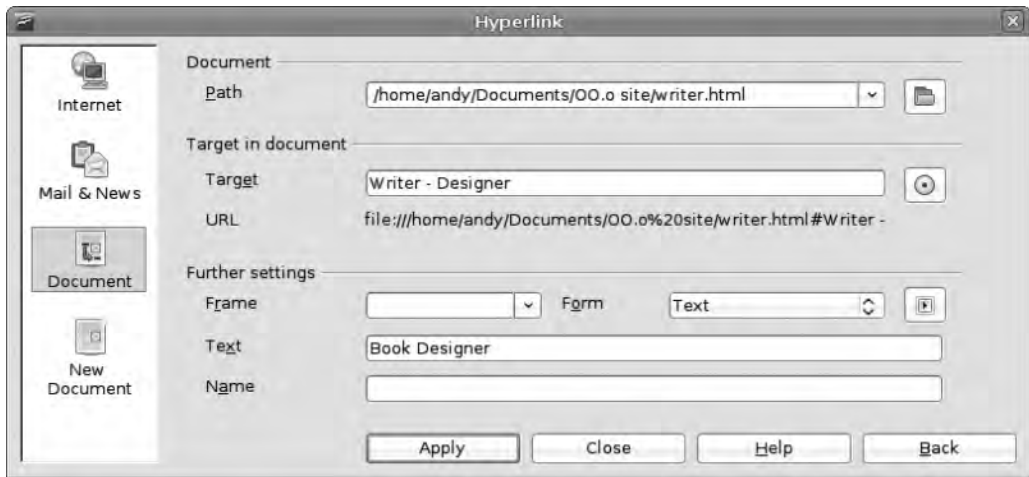 Hyperlink
Internet
Mail & News
Document
New
Document
Document
Path /home/andy/Documents/OO.o site/writer.html
Target in document
Target Writer - Designer
URL file:///home/andy/Documents/OO.o%20site/writer.html#Writer -
Further settings
Frame Form Text
Text Book Designer
Name
Apply Close Help Back